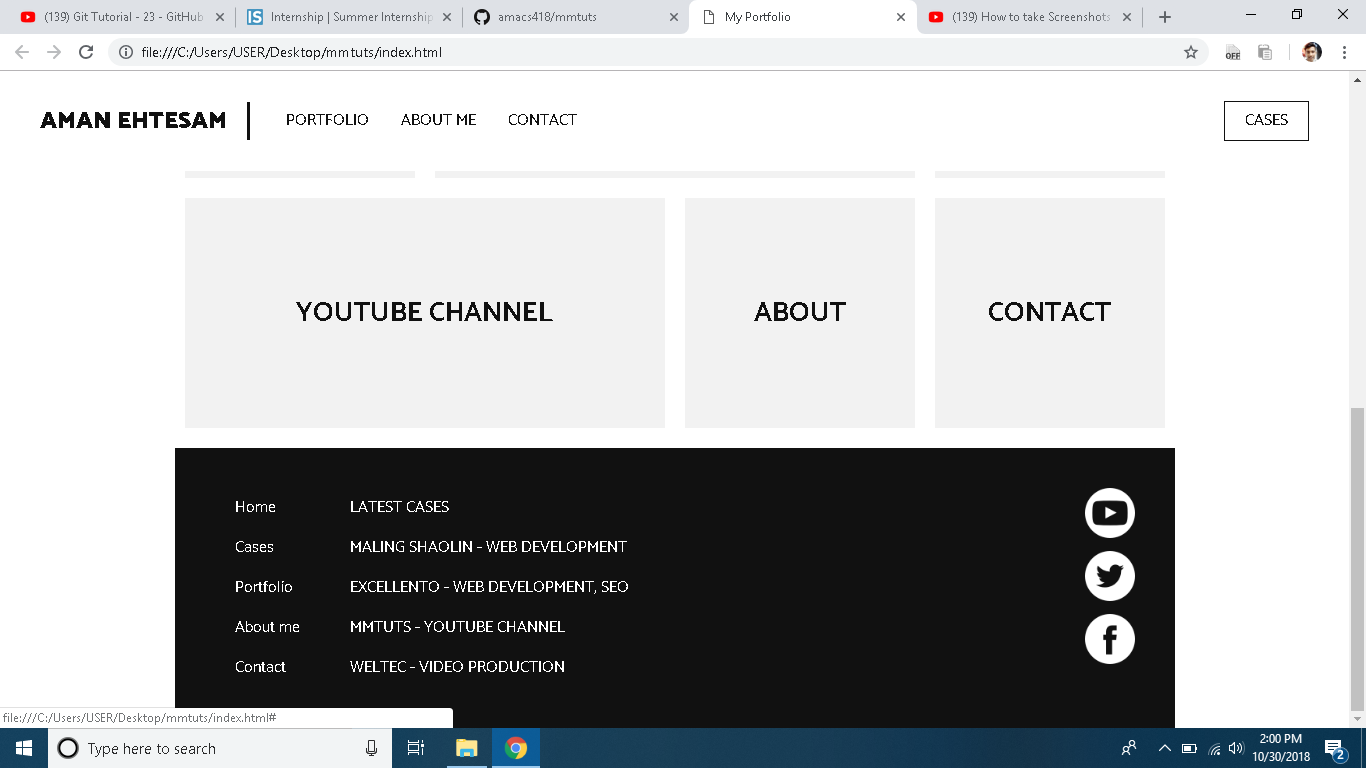 (139) Git Tutorial - 23 - GitHub
Internship | Summer Internship
amacs418/mmtuts
My Portfolio
(139) How to take Screenshots
file:///C:/Users/USER/Desktop/mmtuts/index.html
OFF
AMAN EHTESAM
PORTFOLIO
ABOUT ME
CONTACT
CASES
YOUTUBE CHANNEL
ABOUT
CONTACT
Home
LATEST CASES
Cases
MALING SHAOLIN - WEB DEVELOPMENT
Portfolio
EXCELLENTO - WEB DEVELOPMENT, SEO
About me
MMTUTS - YOUTUBE CHANNEL
Contact
WELTEC - VIDEO PRODUCTION
file:///C:/Users/USER/Desktop/mmtuts/index.html#
Type here to search
2:00 PM
10/30/2018
2